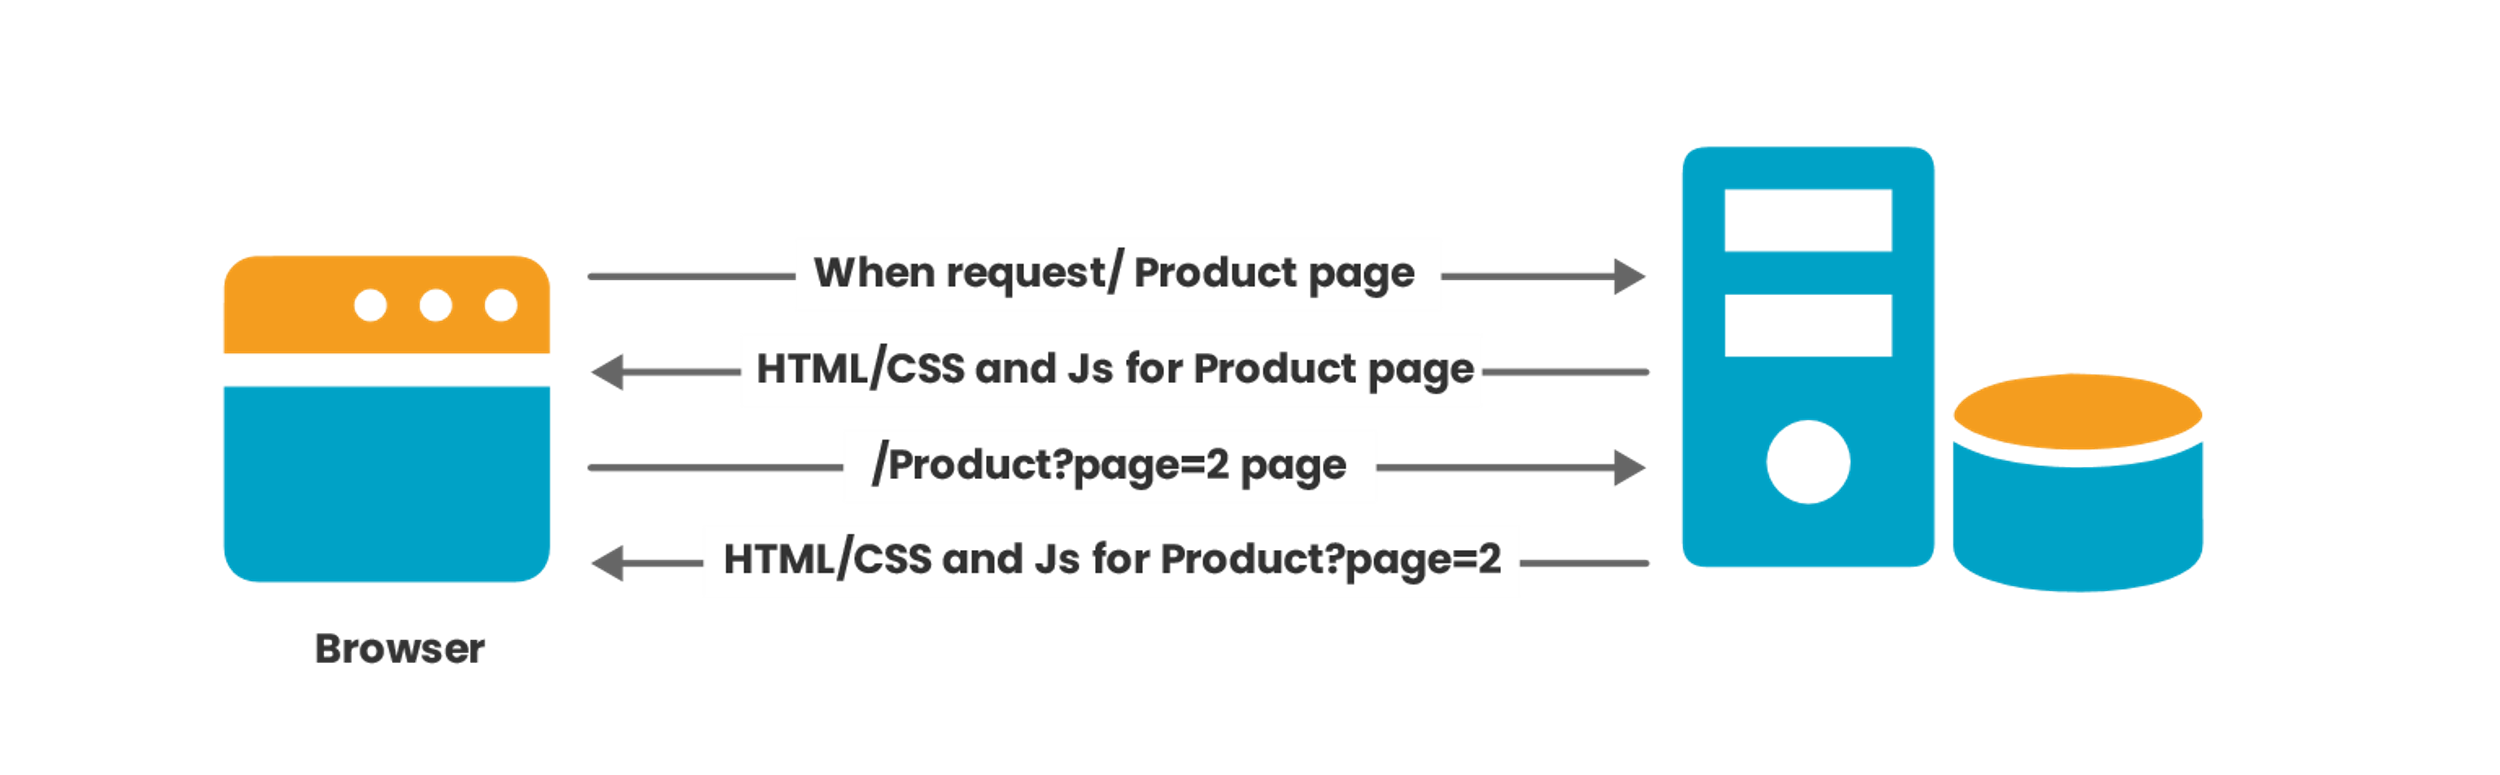 When request/ Product page
HTML/CSS and Js for Product page
/Product?page=2 page
HTML/CSS and Js for Product?page=2
Browser